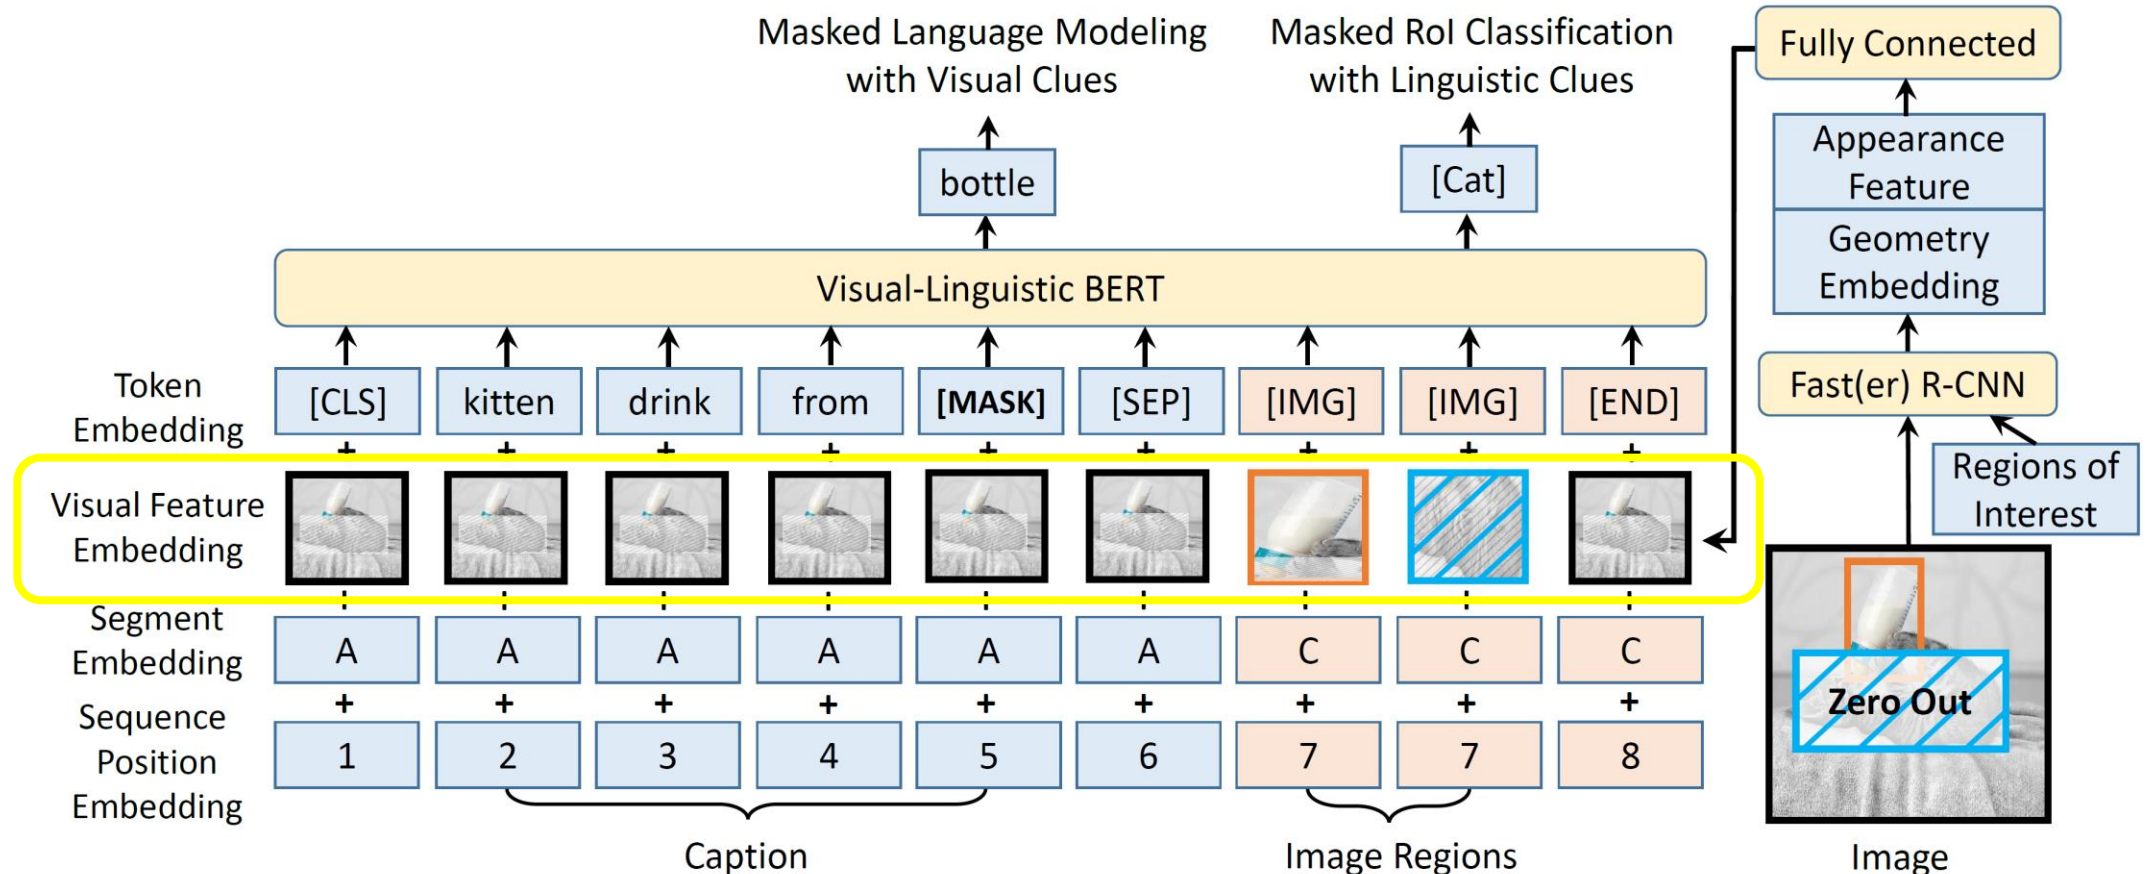 Masked Language Modeling
with Visual Clues
Masked RoI Classification
with Linguistic Clues
Fully Connected
Appearance
Feature
Geometry
Embedding
bottle
[Cat]
Visual-Linguistic BERT
Fast(er) R-CNN
Regions of
Interest
Token
Embedding
[CLS] kitten drink from [MASK] [SEP] [IMG] [IMG] [END]
+ + + + + + + + +
Visual Feature
Embedding
Segment
Embedding
A A A A A A C C C
+ + + + + + + + +
Sequence
Position
Embedding
1 2 3 4 5 6 7 7 8
Zero Out
Caption
Image Regions
Image